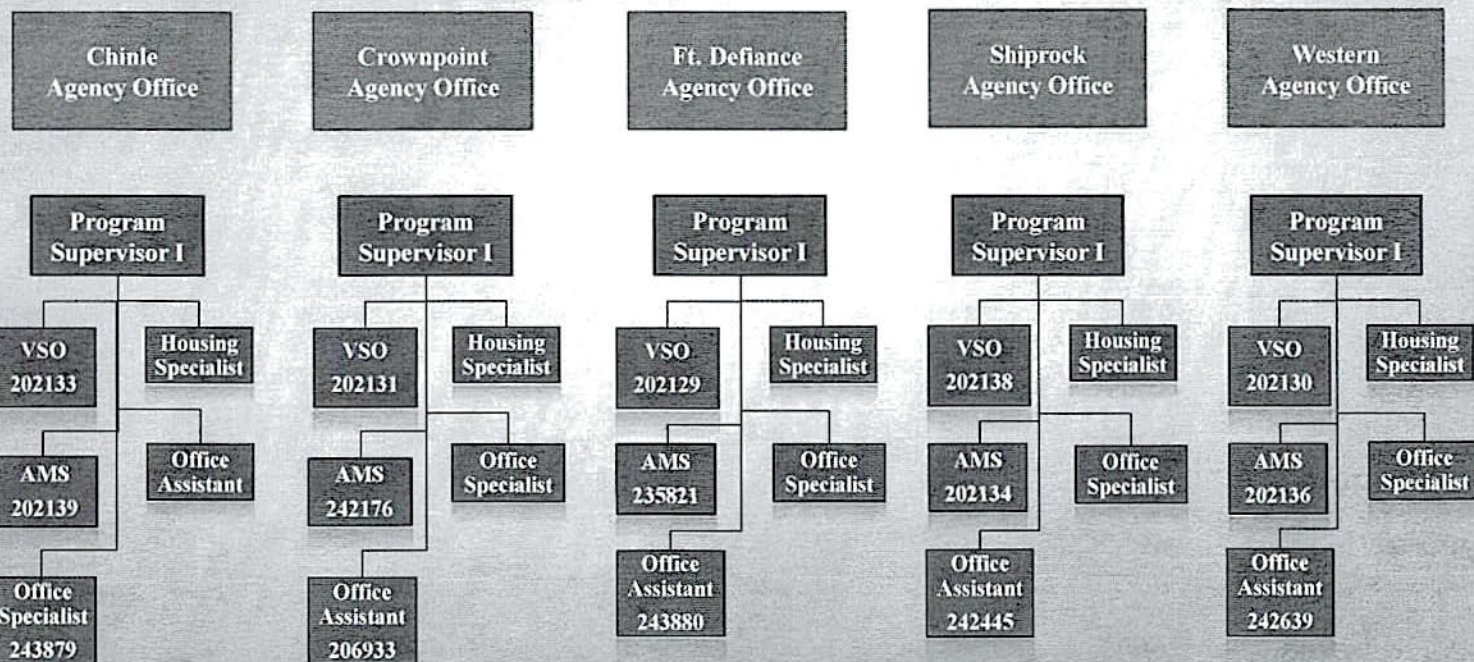 Chinle
Agency Office
Crownpoint
Agency Office
Ft. Defiance
Agency Office
Shiprock
Agency Office
Western
Agency Office
Program
Supervisor I
Program
Supervisor I
Program
Supervisor I
Program
Supervisor I
Program
Supervisor I
VSO
202133
Housing
Specialist
VSO
202131
Housing
Specialist
VSO
202129
Housing
Specialist
VSO
202138
Housing
Specialist
VSO
202130
Housing
Specialist
AMS
202139
Office
Assistant
AMS
242176
Office
Specialist
AMS
235821
Office
Specialist
AMS
202134
Office
Specialist
AMS
202136
Office
Specialist
Office
Specialist
243879
Office
Assistant
206933
Office
Assistant
243880
Office
Assistant
242445
Office
Assistant
242639